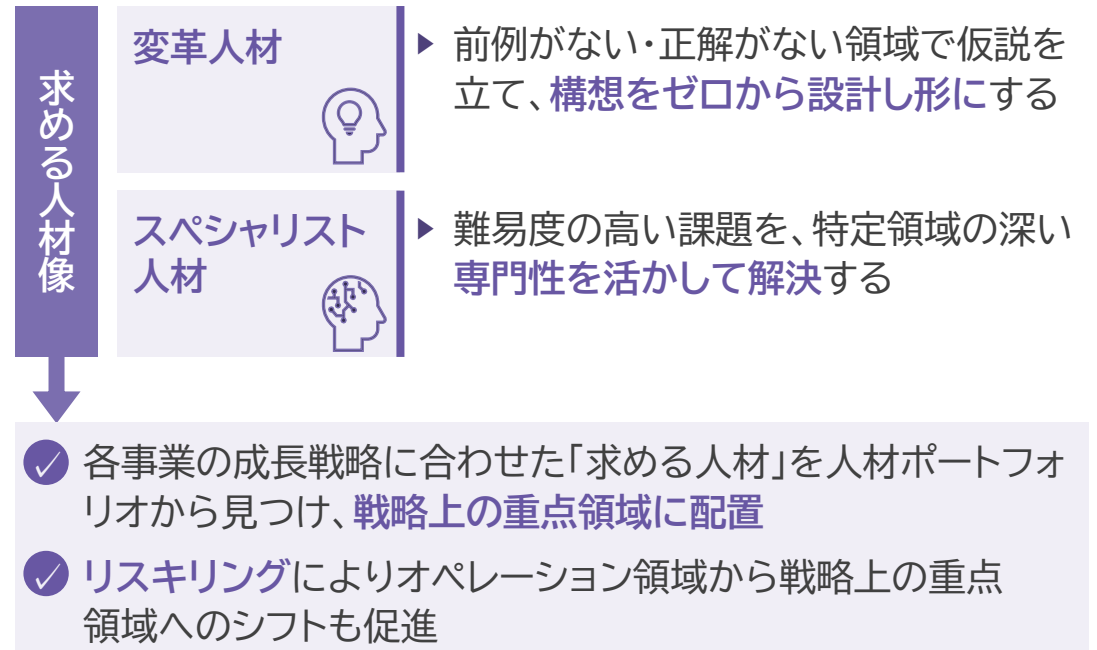 求める人材像
変革人材
▶ 前例がない・正解がない領域で仮説を
立て、構想をゼロから設計し形にする
スペシャリスト
人材
▶ 難易度の高い課題を、特定領域の深い
専門性を活かして解決する
✓ 各事業の成長戦略に合わせた「求める人材」を人材ポートフォ
リオから見つけ、戦略上の重点領域に配置
✓ リスキリングによりオペレーション領域から戦略上の重点
領域へのシフトも促進